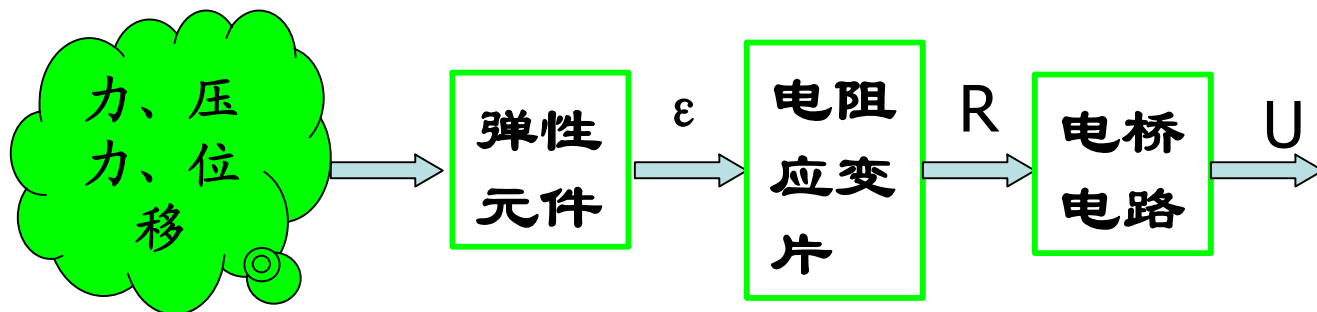 力、压
力、位
移
弹性
元件
ε
电阻
应变
片
R
电桥
电路
U